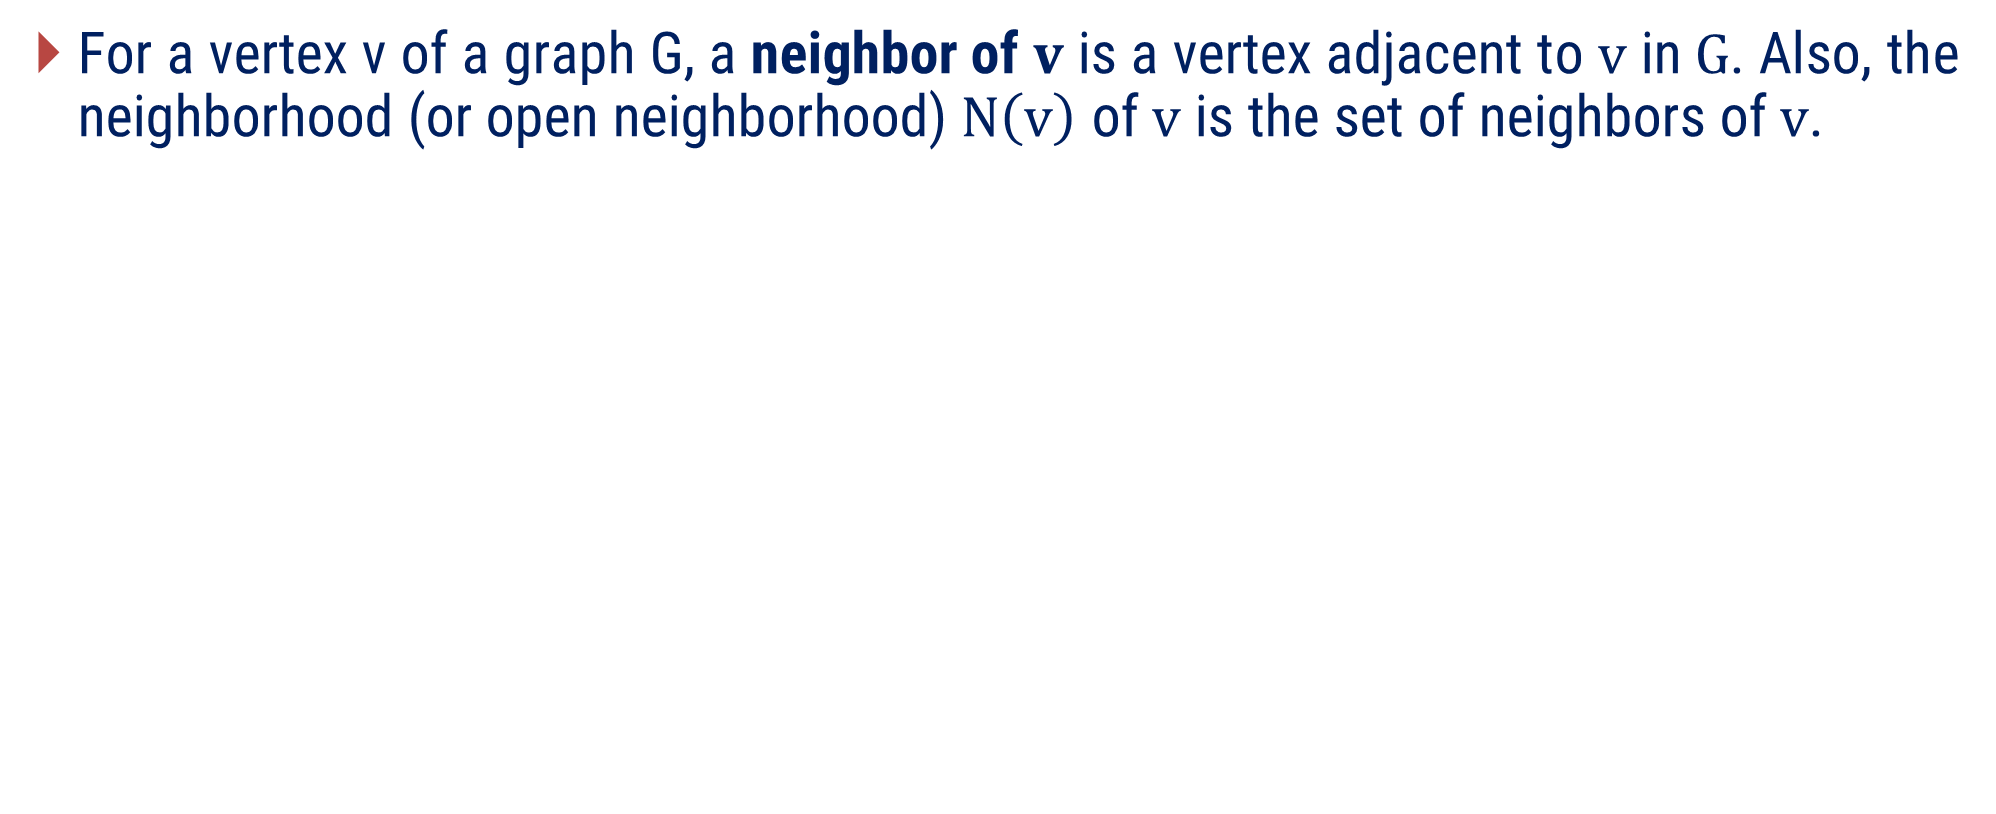 For a vertex v of a graph G, a neighbor of v is a vertex adjacent to v in G. Also, the
neighborhood (or open neighborhood) N(v) of v is the set of neighbors of v.